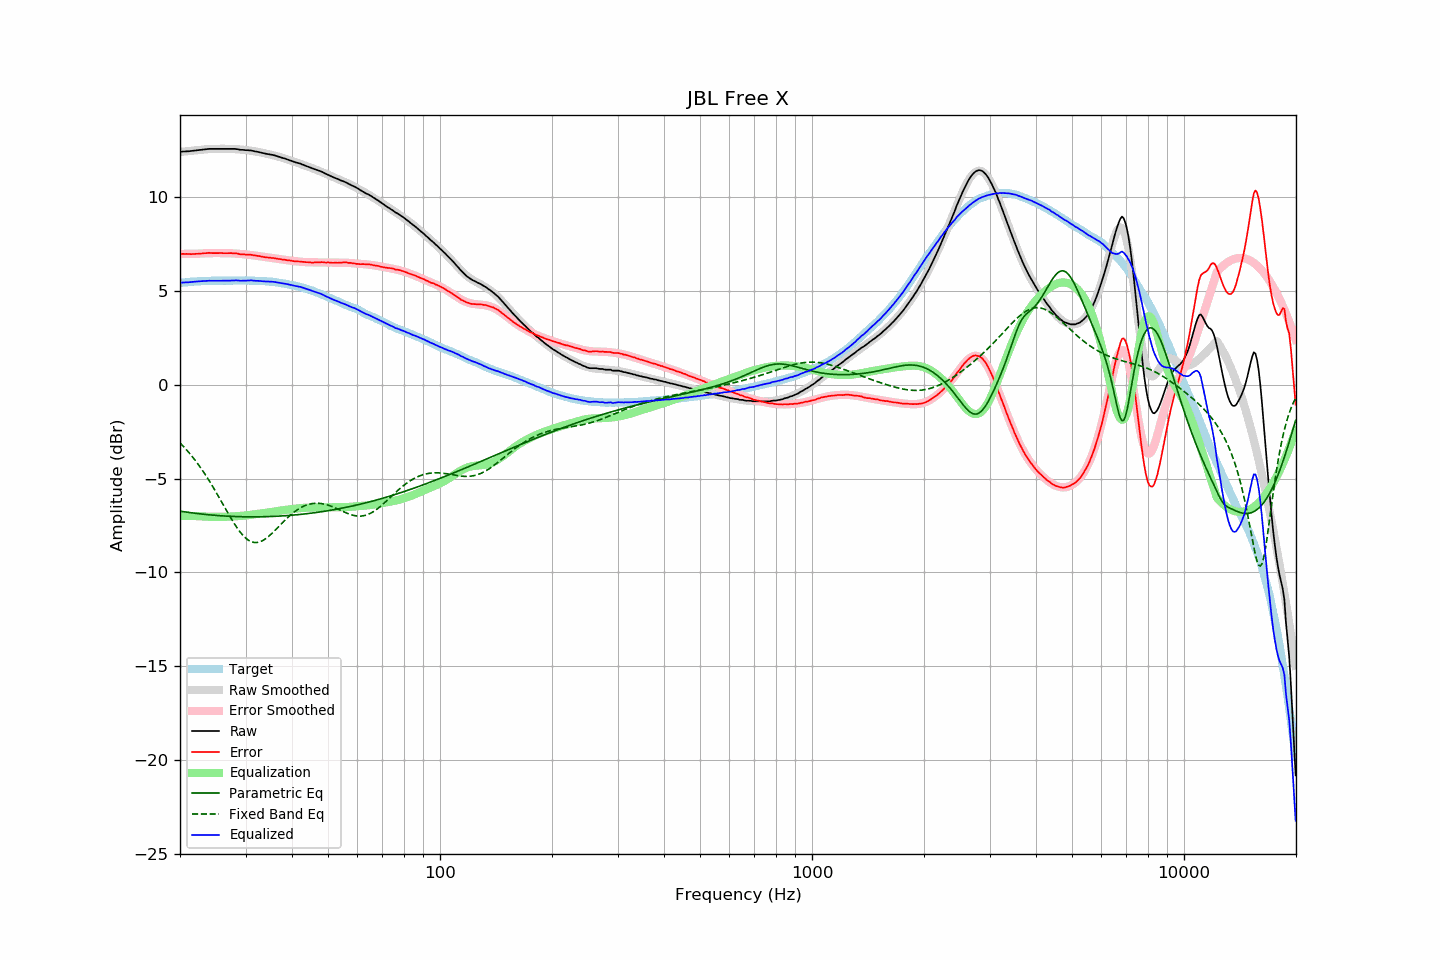 JBL Free X
Amplitude (dBr)
10
5
0
−5
−10
−15
−20
−25
Target
Raw Smoothed
Error Smoothed
Raw
Error
Equalization
Parametric Eq
Fixed Band Eq
Equalized
100
1000
10000
Frequency (Hz)